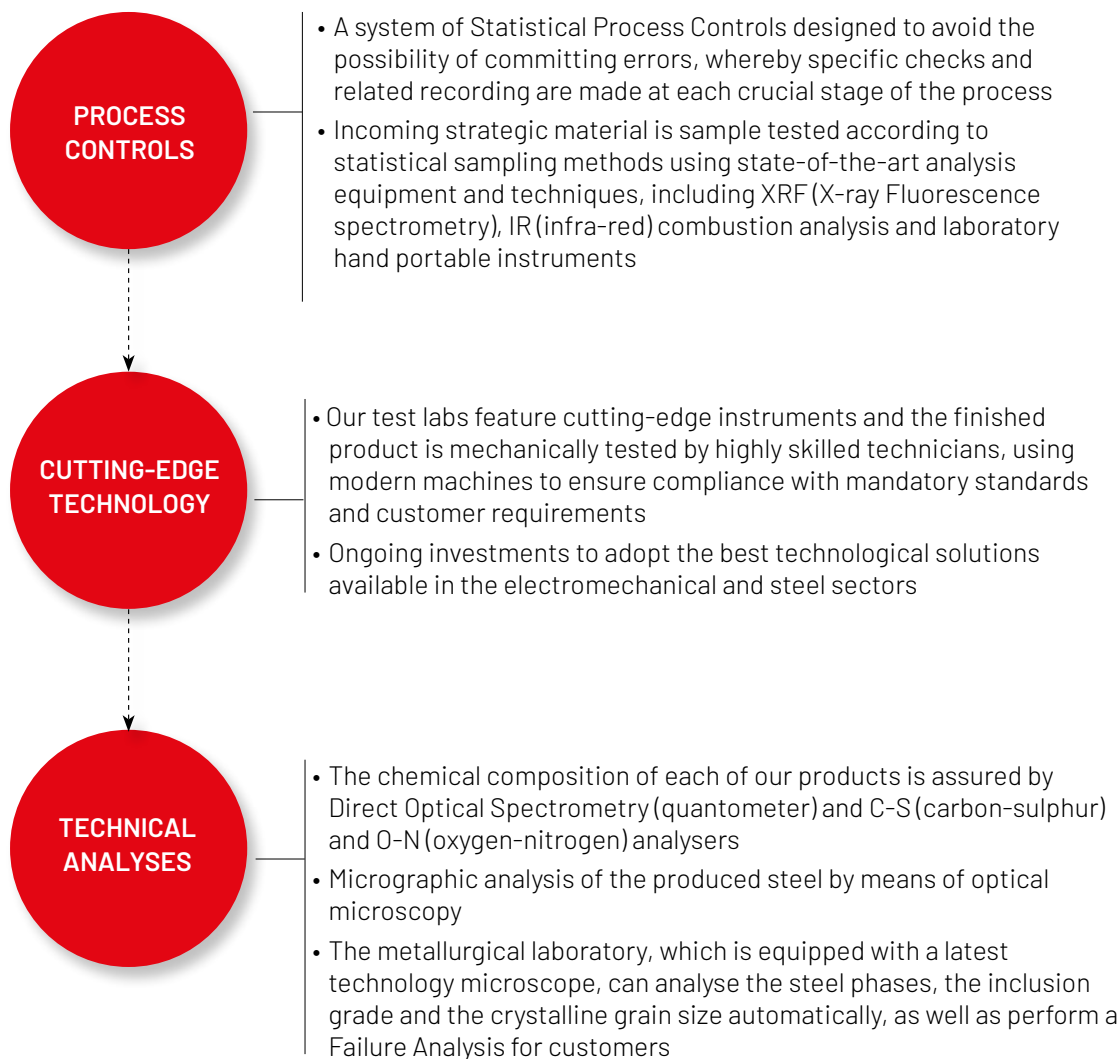 PROCESS
CONTROLS
• A system of Statistical Process Controls designed to avoid the
possibility of committing errors, whereby specific checks and
related recording are made at each crucial stage of the process
• Incoming strategic material is sample tested according to
statistical sampling methods using state-of-the-art analysis
equipment and techniques, including XRF (X-ray Fluorescence
spectrometry), IR (infra-red) combustion analysis and laboratory
hand portable instruments
CUTTING-EDGE
TECHNOLOGY
• Our test labs feature cutting-edge instruments and the finished
product is mechanically tested by highly skilled technicians, using
modern machines to ensure compliance with mandatory standards
and customer requirements
• Ongoing investments to adopt the best technological solutions
available in the electromechanical and steel sectors
TECHNICAL
ANALYSES
• The chemical composition of each of our products is assured by
Direct Optical Spectrometry (quantometer) and C-S (carbon-sulphur)
and O-N (oxygen-nitrogen) analysers
• Micrographic analysis of the produced steel by means of optical
microscopy
• The metallurgical laboratory, which is equipped with a latest
technology microscope, can analyse the steel phases, the inclusion
grade and the crystalline grain size automatically, as well as perform a
Failure Analysis for customers